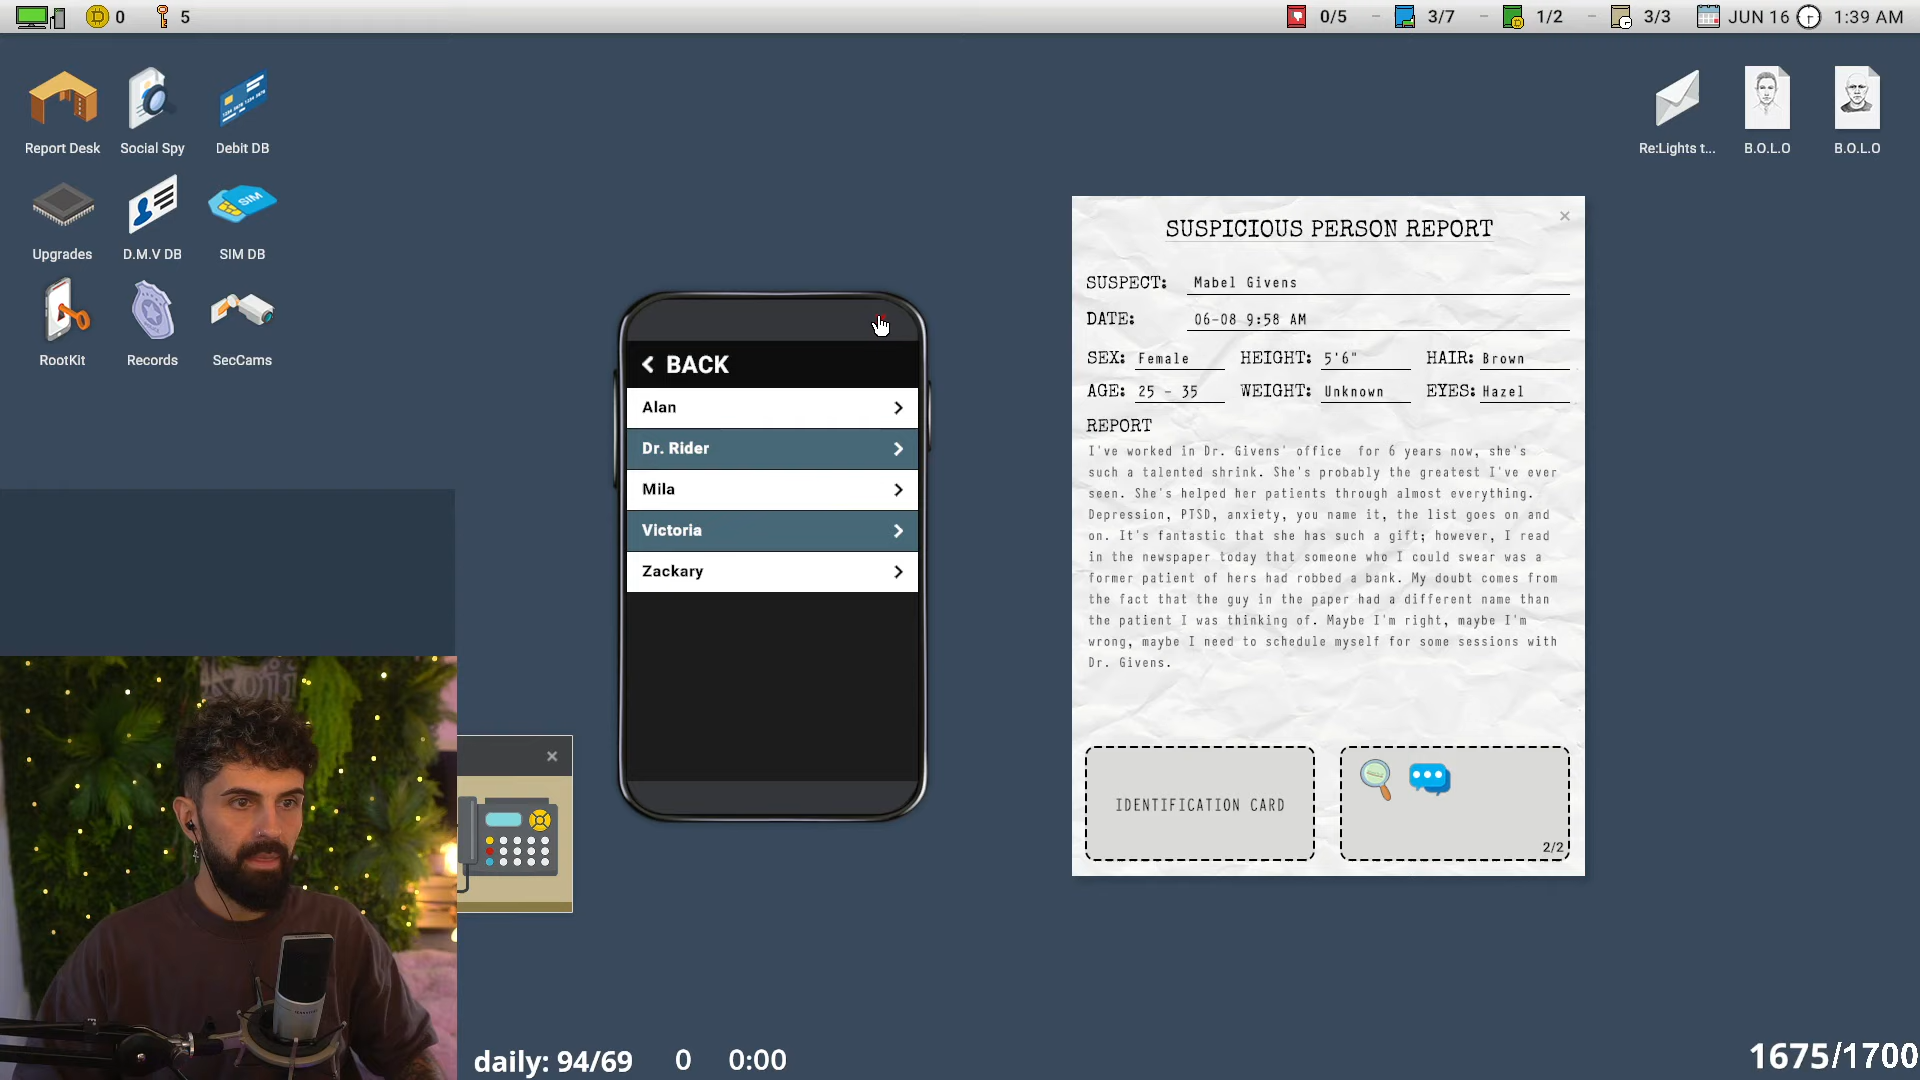 0
5
0/5
3/7
1/2
3/3
JUN 16
1:39 AM
Report Desk
Social Spy
Debit DB
Upgrades
D.M.V DB
SIM DB
RootKit
Records
SecCams
Re:Lights t...
B.O.L.O
B.O.L.O
BACK
Alan
Dr. Rider
Mila
Victoria
Zackary
SUSPICIOUS PERSON REPORT
SUSPECT: Mabel Givens
DATE: 06-08 9:58 AM
SEX: Female HEIGHT: 5'6" HAIR: Brown
AGE: 25 - 35 WEIGHT: Unknown EYES: Hazel
REPORT
I've worked in Dr. Givens' office for 6 years now, she's
such a talented shrink. She's probably the greatest I've ever
seen. She's helped her patients through almost everything.
Depression, PTSD, anxiety, you name it, the list goes on and
on. It's fantastic that she has such a gift; however, I read
in the newspaper today that someone who I could swear was a
former patient of hers had robbed a bank. My doubt comes from
the fact that the guy in the paper had a different name than
the patient I was thinking of. Maybe I'm right, maybe I'm
wrong, maybe I need to schedule myself for some sessions with
Dr. Givens.
IDENTIFICATION CARD
2/2
daily: 94/69 0 0:00
1675/1700